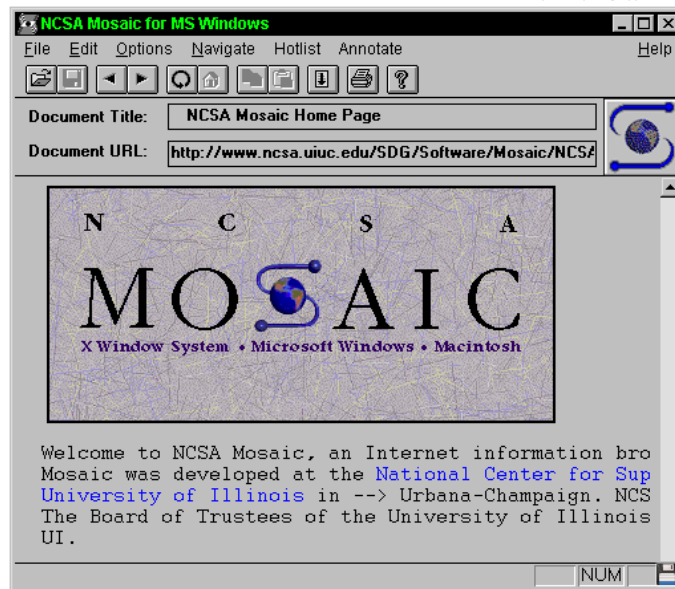 NCSA Mosaic for MS Windows
File Edit Options Navigate Hotlist Annotate Help
Document Title: NCSA Mosaic Home Page
Document URL: http://www.ncsa.uiuc.edu/SDG/Software/Mosaic/NCSA
N C S A
MOSAIC
X Window System • Microsoft Windows • Macintosh
Welcome to NCSA Mosaic, an Internet information bro
Mosaic was developed at the National Center for Sup
University of Illinois in --> Urbana-Champaign. NCS
The Board of Trustees of the University of Illinois
UI.
NUM